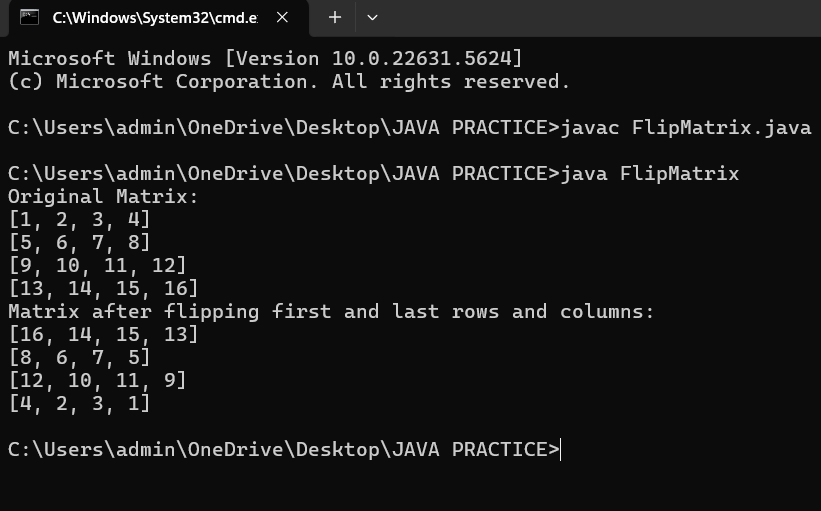 C:\Windows\System32\cmd.e
Microsoft Windows [Version 10.0.22631.5624]
(c) Microsoft Corporation. All rights reserved.
C:\Users\admin\OneDrive\Desktop\JAVA PRACTICE>javac FlipMatrix.java
C:\Users\admin\OneDrive\Desktop\JAVA PRACTICE>java FlipMatrix
Original Matrix:
[1, 2, 3, 4]
[5, 6, 7, 8]
[9, 10, 11, 12]
[13, 14, 15, 16]
Matrix after flipping first and last rows and columns:
[16, 14, 15, 13]
[8, 6, 7, 5]
[12, 10, 11, 9]
[4, 2, 3, 1]
C:\Users\admin\OneDrive\Desktop\JAVA PRACTICE>